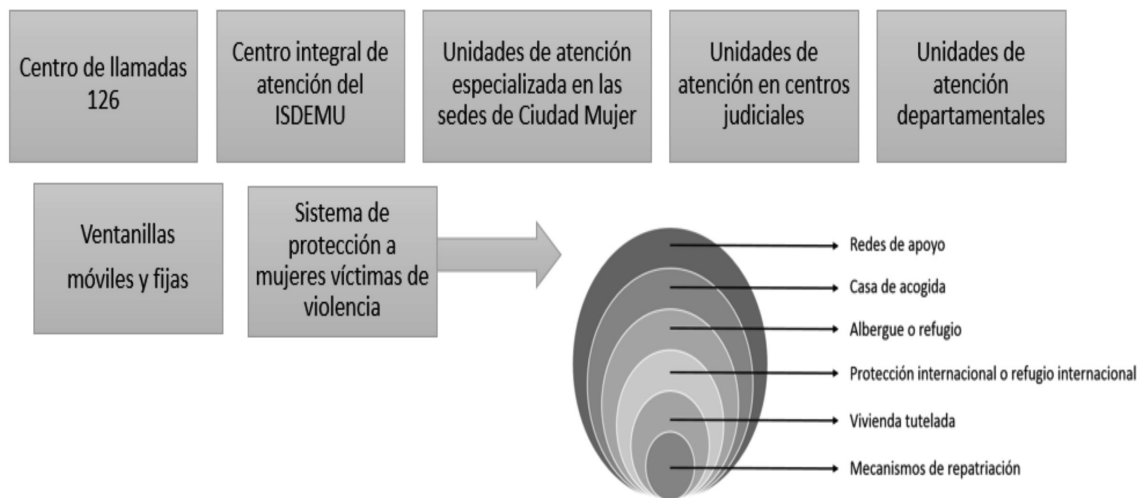 Centro de llamadas
126
Centro integral de
atención del
ISDEMU
Unidades de atención
especializada en las
sedes de Ciudad Mujer
Unidades de
atención en centros
judiciales
Unidades de
atención
departamentales
Ventanillas
móviles y fijas
Sistema de
protección a
mujeres víctimas de
violencia
Redes de apoyo
Casa de acogida
Albergue o refugio
Protección internacional o refugio internacional
Vivienda tutelada
Mecanismos de repatriación